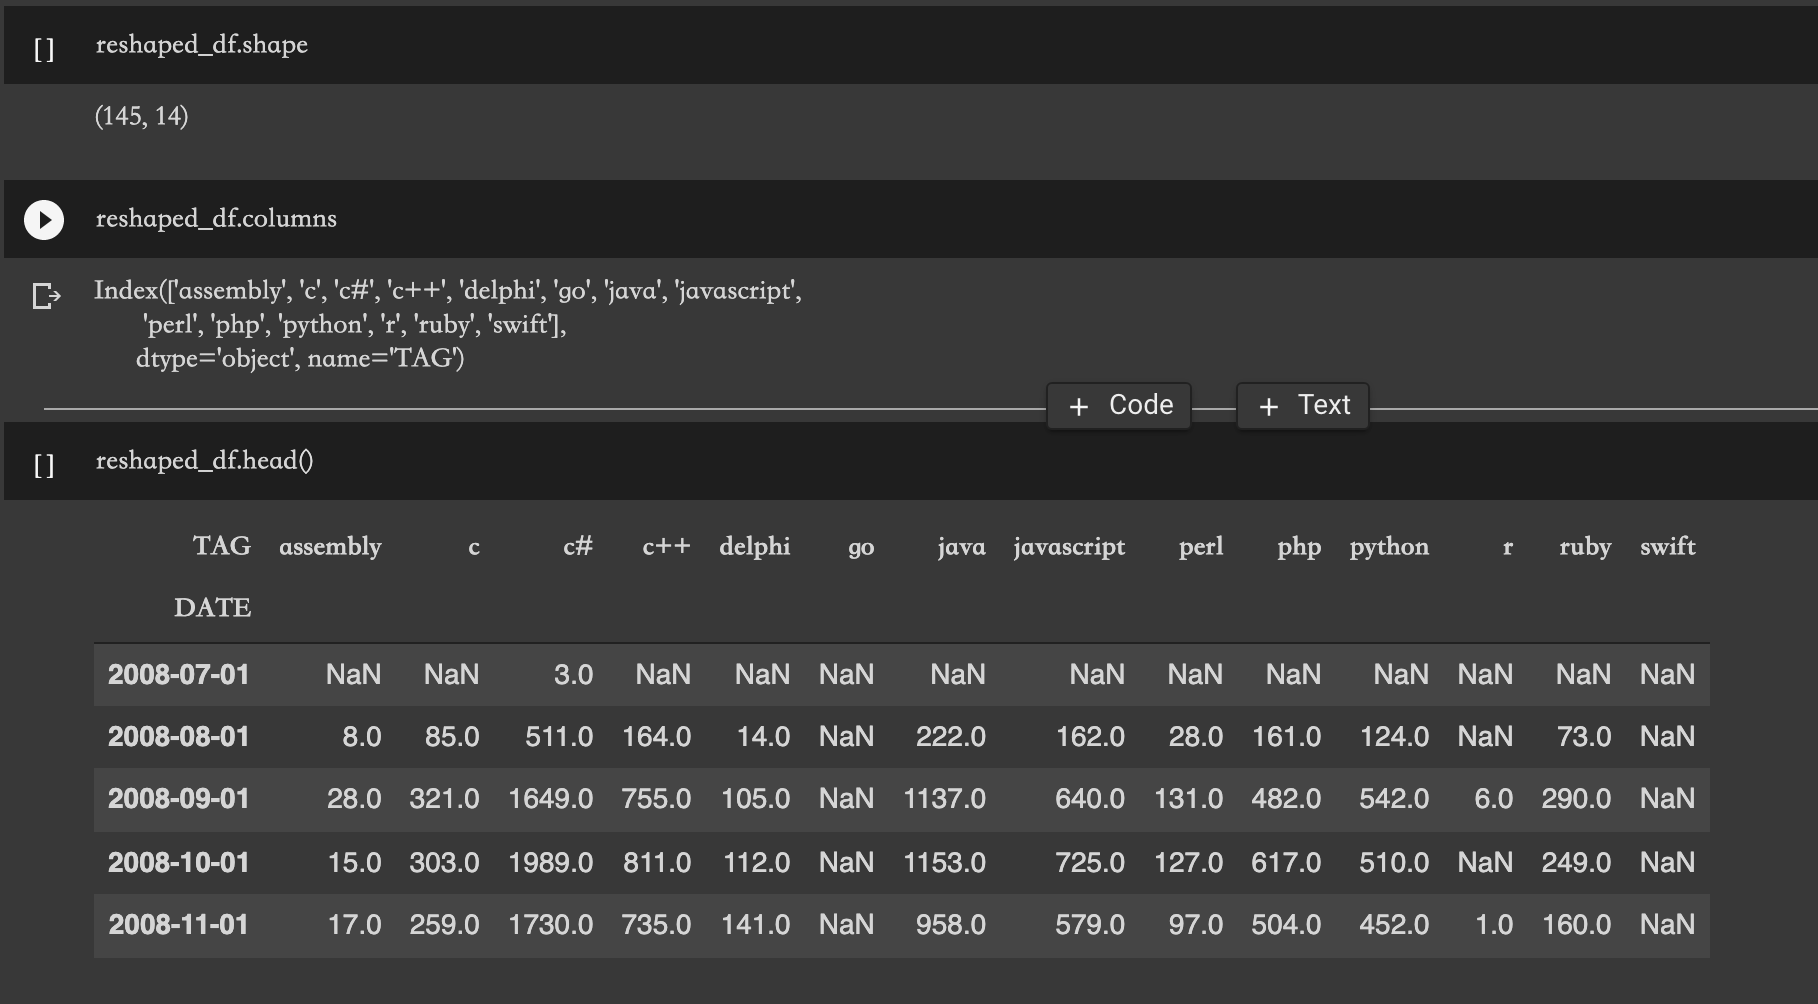 [ ] reshaped_df.shape
(145, 14)
reshaped_df.columns
Index(['assembly', 'c', 'c#', 'c++', 'delphi', 'go', 'java', 'javascript',
'perl', 'php', 'python', 'r', 'ruby', 'swift'],
dtype='object', name='TAG')
+ Code + Text
[ ] reshaped_df.head()
TAG assembly c c# c++ delphi go java javascript perl php python r ruby swift
DATE
2008-07-01 NaN NaN 3.0 NaN NaN NaN NaN NaN NaN NaN NaN NaN NaN NaN
2008-08-01 8.0 85.0 511.0 164.0 14.0 NaN 222.0 162.0 28.0 161.0 124.0 NaN 73.0 NaN
2008-09-01 28.0 321.0 1649.0 755.0 105.0 NaN 1137.0 640.0 131.0 482.0 542.0 6.0 290.0 NaN
2008-10-01 15.0 303.0 1989.0 811.0 112.0 NaN 1153.0 725.0 127.0 617.0 510.0 NaN 249.0 NaN
2008-11-01 17.0 259.0 1730.0 735.0 141.0 NaN 958.0 579.0 97.0 504.0 452.0 1.0 160.0 NaN